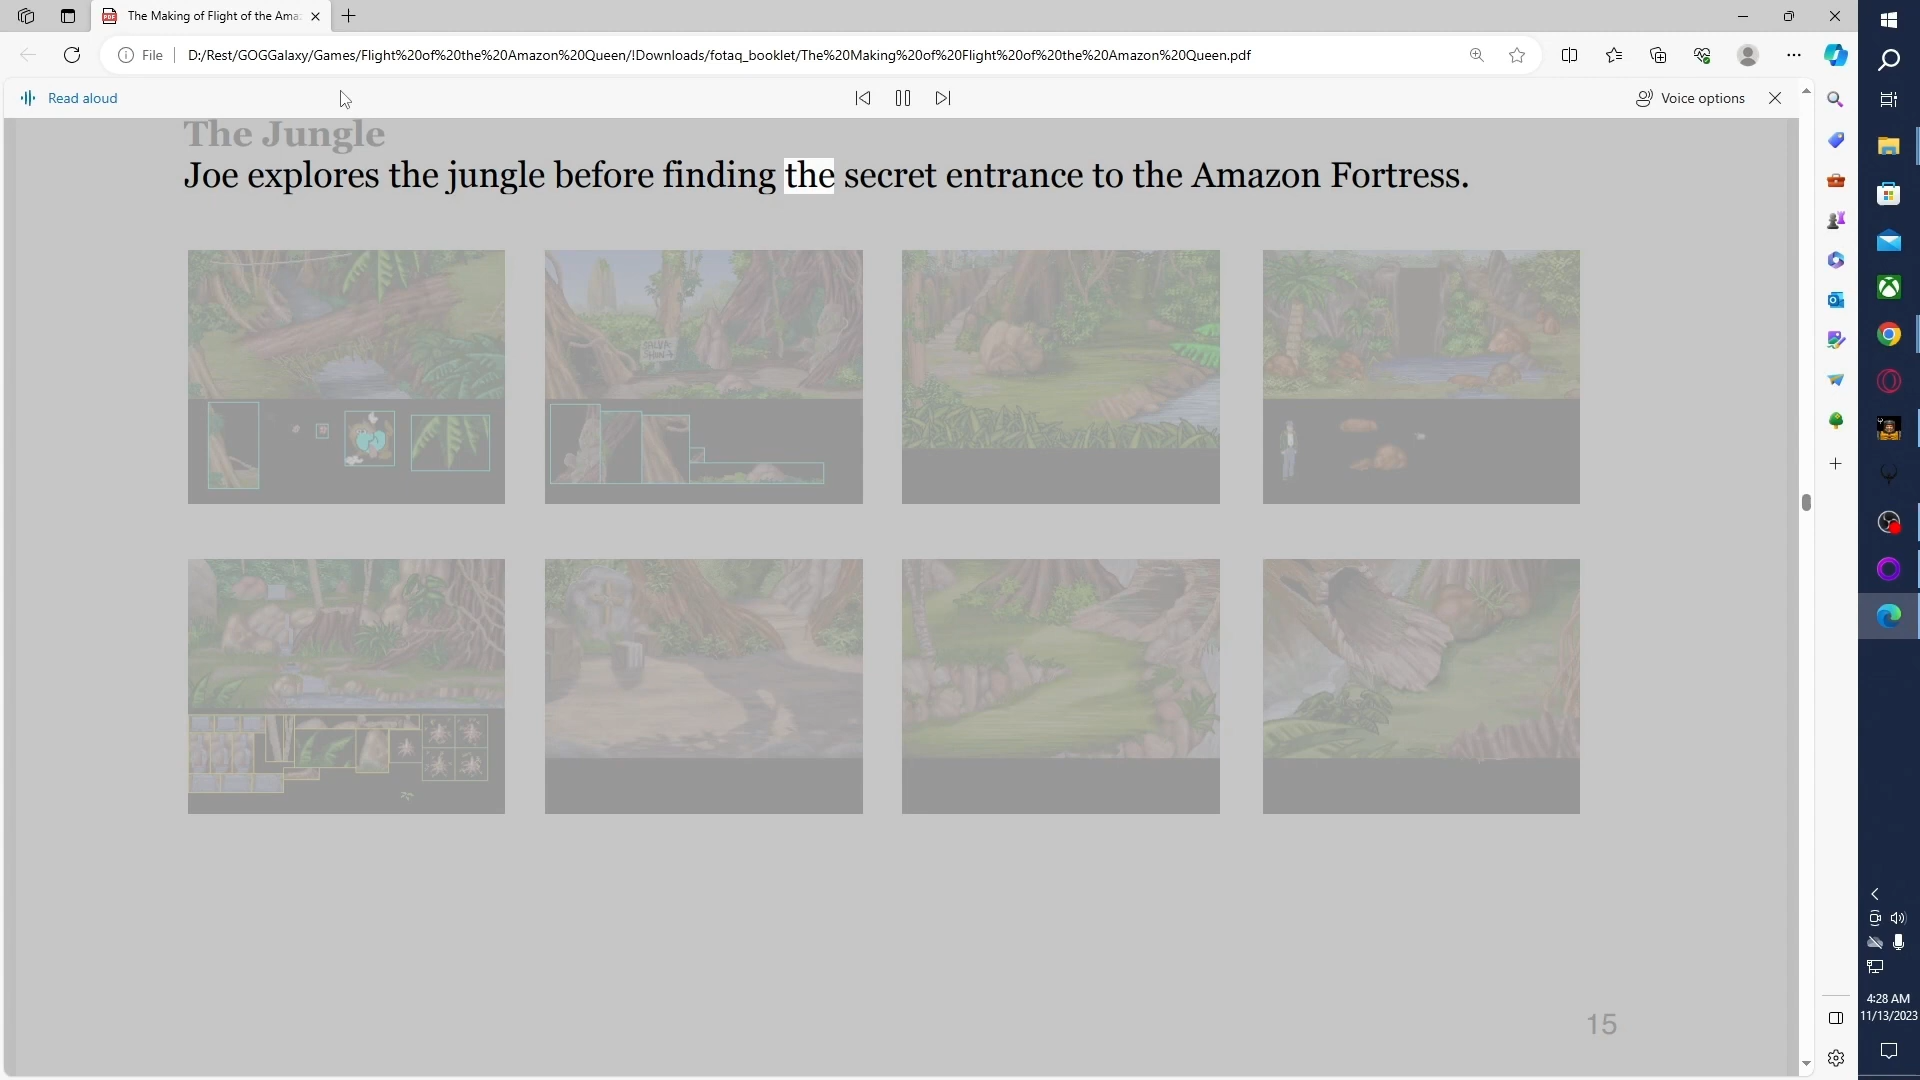 The Making of Flight of the Ama
File
D:/Rest/GOGGalaxy/Games/Flight%20of%20the%20Amazon%20Queen/!Downloads/fotaq_booklet/The%20Making%20of%20Flight%20of%20the%20Amazon%20Queen.pdf
Read aloud
Voice options
The Jungle
Joe explores the jungle before finding the secret entrance to the Amazon Fortress.
15
4:28 AM
11/13/2023